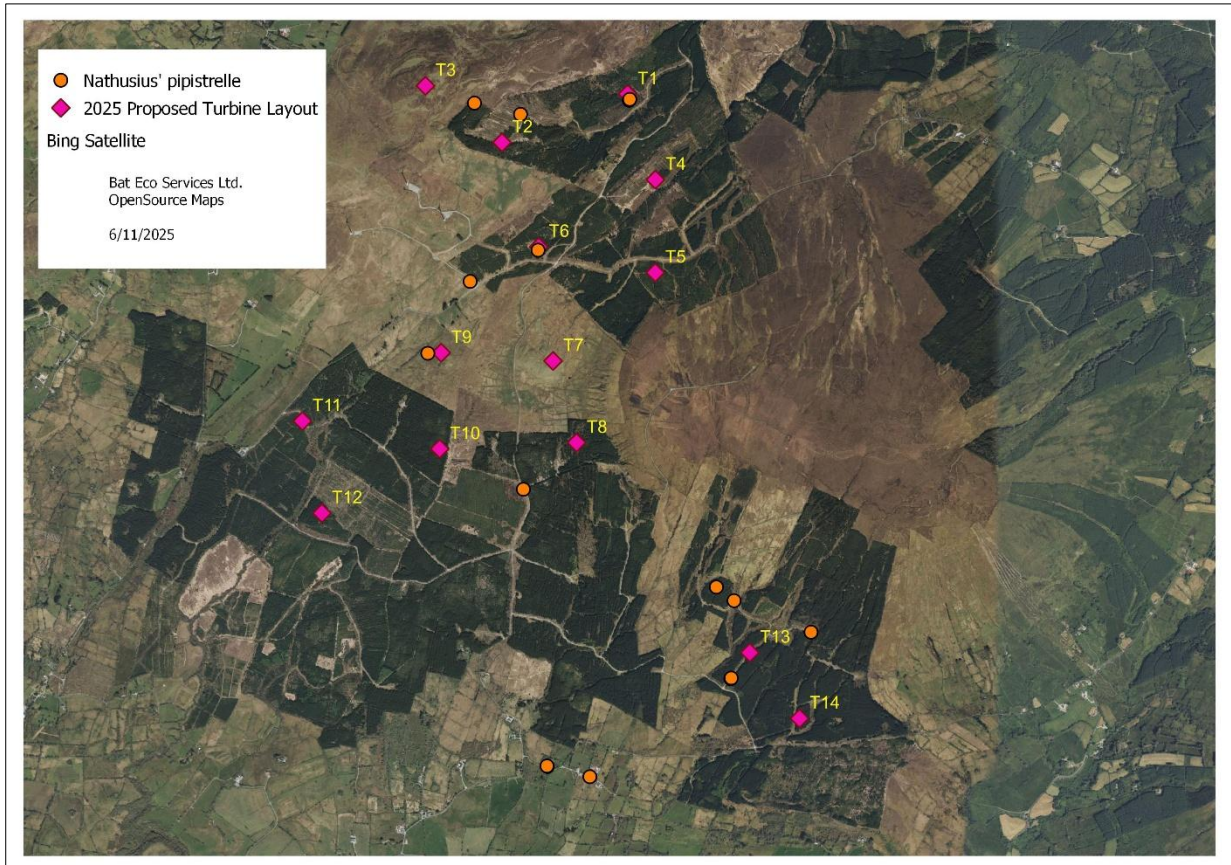 Nathusius' pipistrelle
2025 Proposed Turbine Layout
Bing Satellite
Bat Eco Services Ltd.
OpenSource Maps
6/11/2025
T3
T1
T2
T4
T6
T5
T9
T7
T11
T10
T8
T12
T13
T14